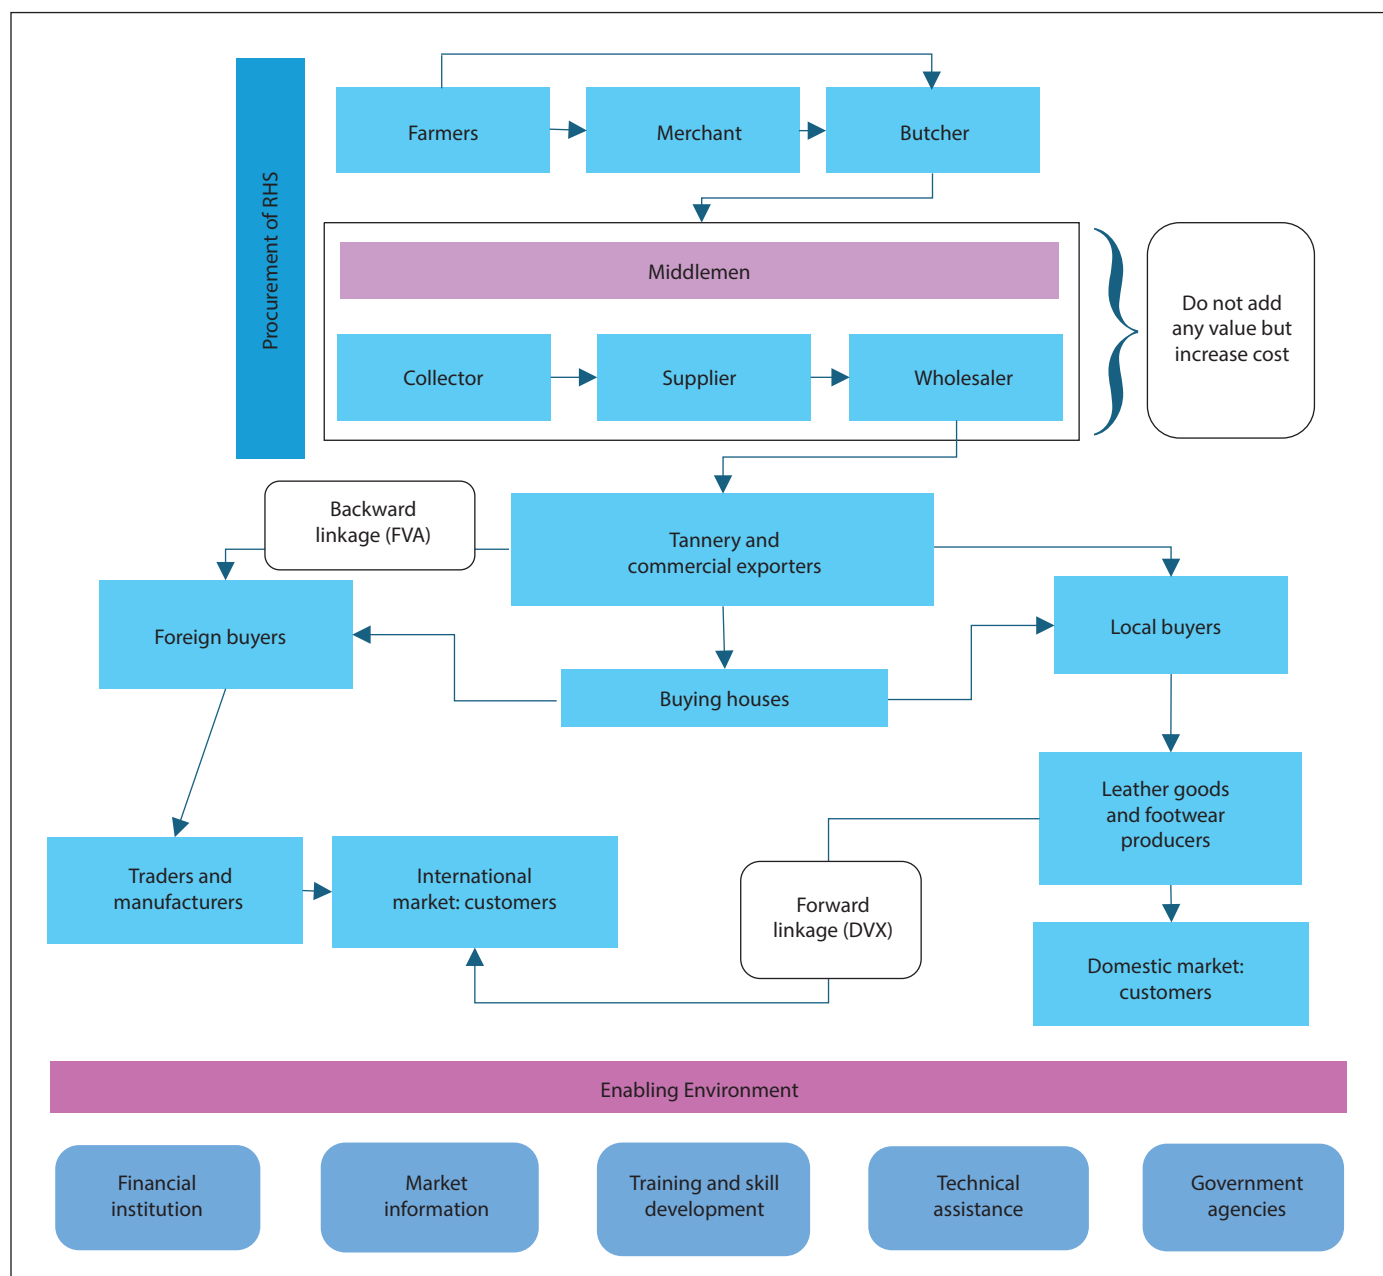 Procurement of RHS
Farmers
Merchant
Butcher
Middlemen
Collector
Supplier
Wholesaler
Do not add
any value but
increase cost
Backward
linkage (FVA)
Tannery and
commercial exporters
Foreign buyers
Local buyers
Buying houses
Leather goods
and footwear
producers
Traders and
manufacturers
International
market: customers
Forward
linkage (DVX)
Domestic market:
customers
Enabling Environment
Financial
institution
Market
information
Training and skill
development
Technical
assistance
Government
agencies